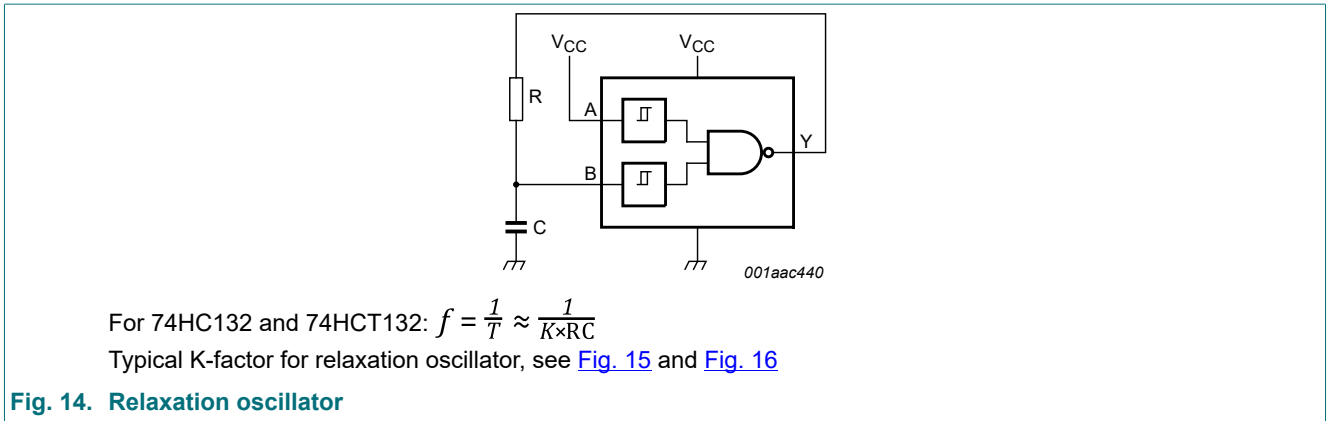 VCC VCC
R
A
Y
B
C
001aac440
For 74HC132 and 74HCT132: f = 1/T ≈ 1/K×RC
Typical K-factor for relaxation oscillator, see Fig. 15 and Fig. 16
Fig. 14. Relaxation oscillator